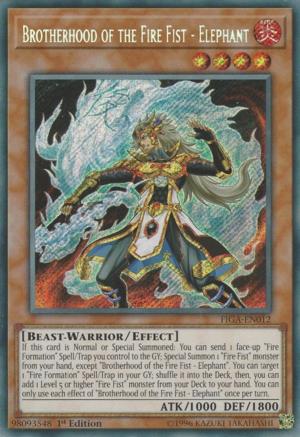 BROTHERHOOD OF THE FIRE FIST - ELEPHANT
炎
FIGA-EN012
[BEAST-WARRIOR/EFFECT]
If this card is Normal or Special Summoned: You can send 1 face-up "Fire
Formation" Spell/Trap you control to the GY; Special Summon 1 "Fire Fist" monster
from your hand, except "Brotherhood of the Fire Fist - Elephant". You can target
1 "Fire Formation" Spell/Trap in your GY; shuffle it into the Deck, then, you can
add 1 Level 5 or higher "Fire Fist" monster from your Deck to your hand. You can
only use each effect of "Brotherhood of the Fire Fist - Elephant" once per turn.
ATK/1000 DEF/1800
98093548 1st Edition ©1996 KAZUKI TAKAHASHI